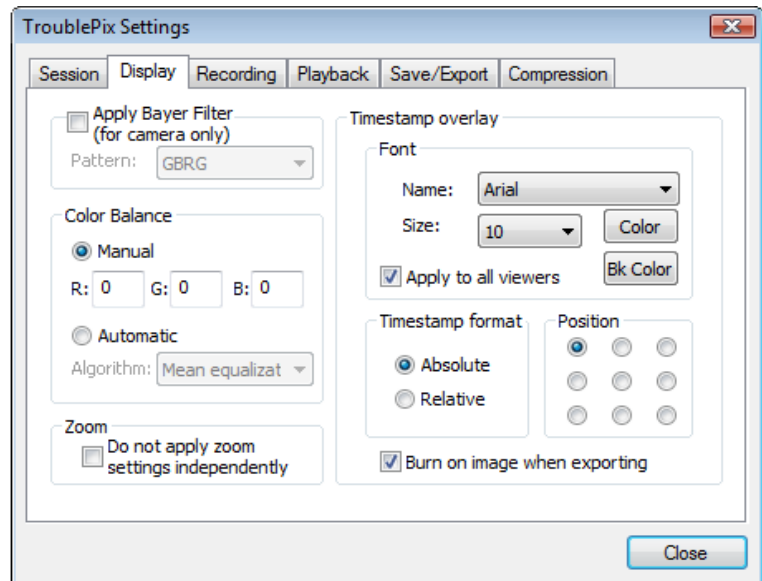 TroublePix Settings
Session Display Recording Playback Save/Export Compression
Apply Bayer Filter
(for camera only)
Pattern: GBRG
Color Balance
Manual
R: 0 G: 0 B: 0
Automatic
Algorithm: Mean equalizat
Zoom
Do not apply zoom
settings independently
Timestamp overlay
Font
Name: Arial
Size: 10 Color
Apply to all viewers Bk Color
Timestamp format
Absolute
Relative
Position
Burn on image when exporting
Close